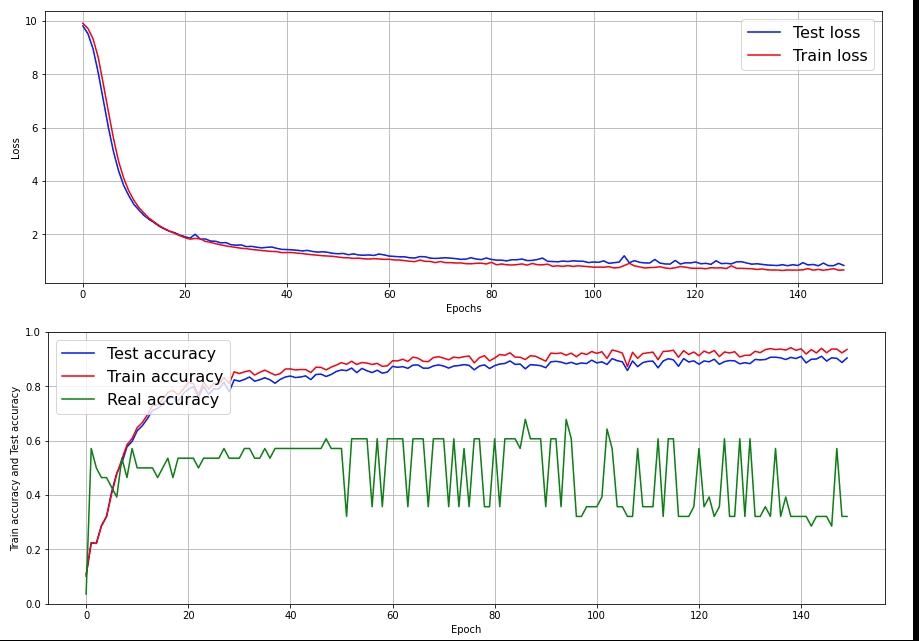 10
8
6
4
2
Loss
Test loss
Train loss
0 20 40 60 80 100 120 140
Epochs
1.0
0.8
0.6
0.4
0.2
0.0
Train accuracy and Test accuracy
Test accuracy
Train accuracy
Real accuracy
0 20 40 60 80 100 120 140
Epoch